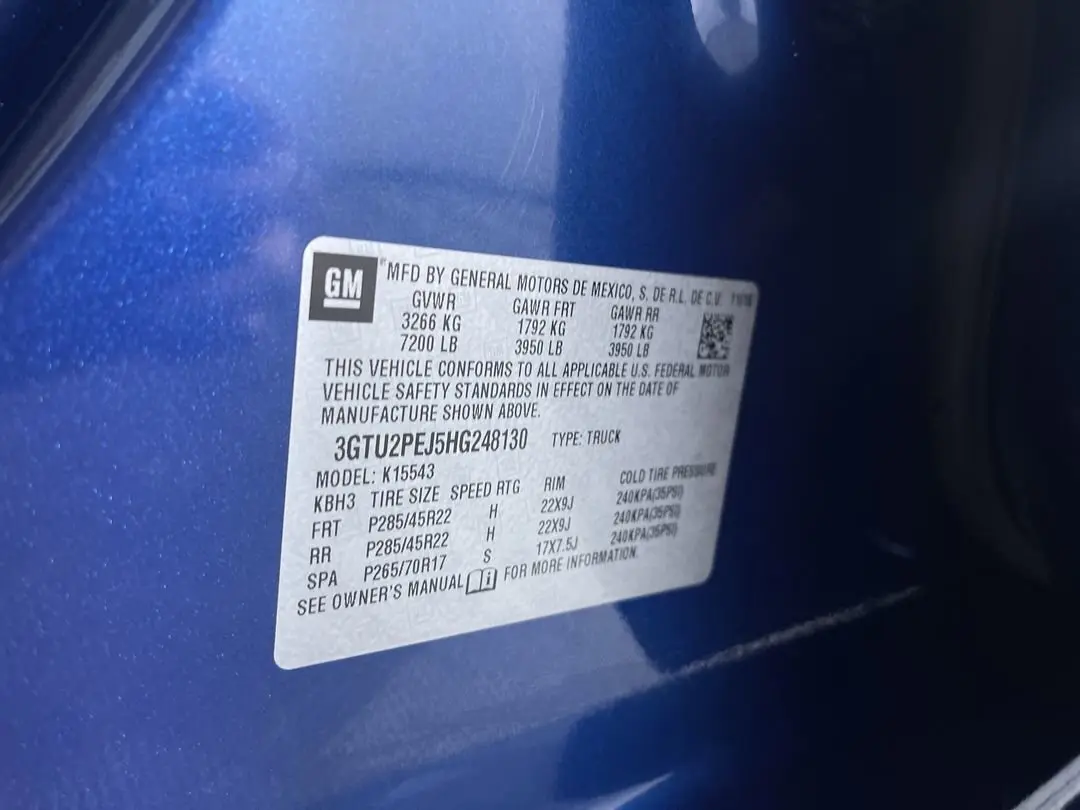 GM MFD BY GENERAL MOTORS DE MEXICO, S. DE R.L. DE C.V.
GVWR GAWR FRT GAWR RR
3266 KG 1792 KG 1792 KG
7200 LB 3950 LB 3950 LB
THIS VEHICLE CONFORMS TO ALL APPLICABLE U.S. FEDERAL MOTOR
VEHICLE SAFETY STANDARDS IN EFFECT ON THE DATE OF
MANUFACTURE SHOWN ABOVE.
3GTU2PEJ5HG248130 TYPE: TRUCK
MODEL: K15543
KBH3 TIRE SIZE SPEED RTG RIM COLD TIRE PRESSURE
FRT P285/45R22 H 22X9J 240KPA(35PSI)
RR P285/45R22 H 22X9J 240KPA(35PSI)
SPA P265/70R17 S 17X7.5J 240KPA(35PSI)
SEE OWNER'S MANUAL FOR MORE INFORMATION.